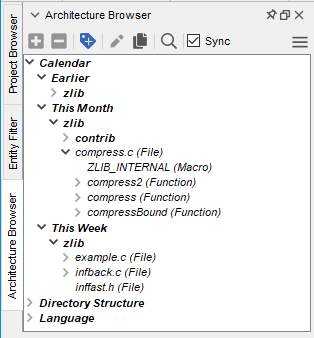 Architecture Browser
Sync
Project Browser
Entity Filter
Architecture Browser
Calendar
Earlier
zlib
This Month
zlib
contrib
compress.c (File)
ZLIB_INTERNAL (Macro)
compress2 (Function)
compress (Function)
compressBound (Function)
This Week
zlib
example.c (File)
infback.c (File)
inffast.h (File)
Directory Structure
Language